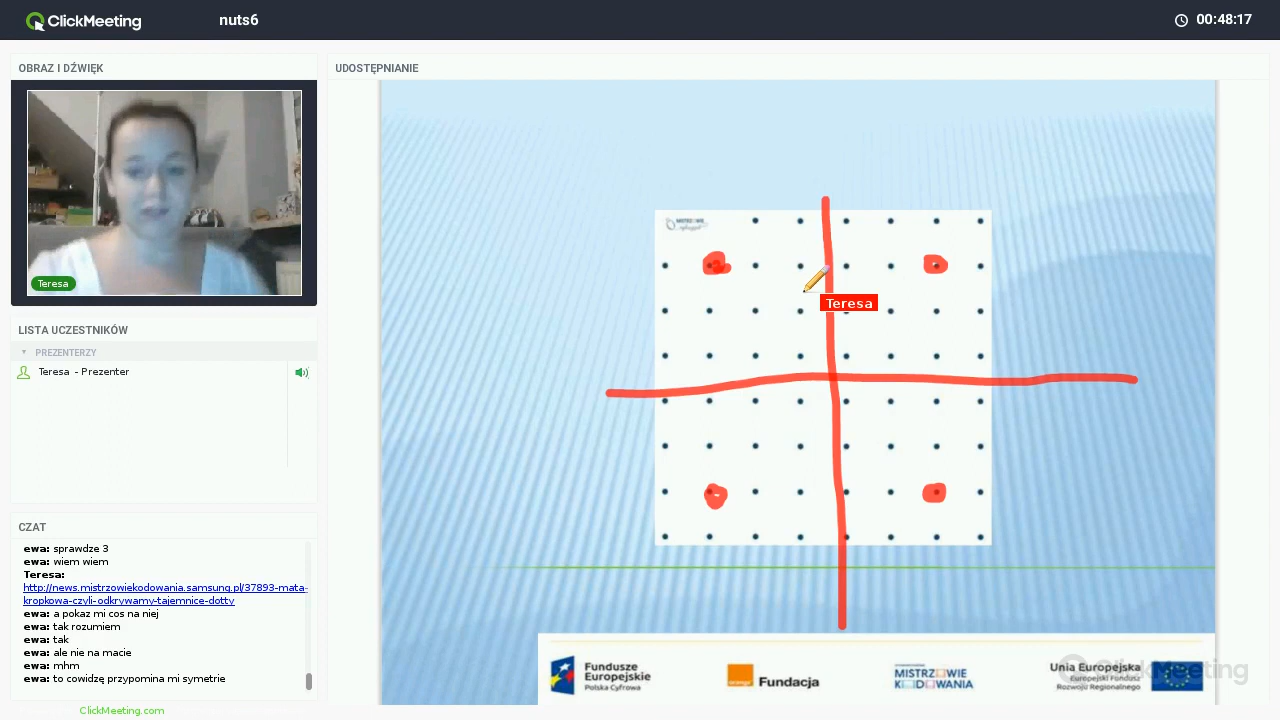 ClickMeeting
nuts6
00:48:17
OBRAZ I DŹWIĘK
Teresa
LISTA UCZESTNIKÓW
PREZENTERZY
Teresa - Prezenter
CZAT
ewa: sprawdze 3
ewa: wiem wiem
Teresa:
http://news.mistrzowiekodowania.samsung.pl/37893-mata-
kropkowa-czyli-odkrywamy-tajemnice-dotty
ewa: a pokaz mi cos na niej
ewa: tak rozumiem
ewa: tak
ewa: ale nie na macie
ewa: mhm
ewa: to cowidzę przypomina mi symetrie
ClickMeeting.com
UDOSTĘPNIANIE
MISTRZOWIE
Teresa
Fundusze
Europejskie
Polska Cyfrowa
orange
Fundacja
MISTRZOWIE
KODOWANIA
Unia Europejska
Europejski Fundusz
Rozwoju Regionalnego
ClickMeeting